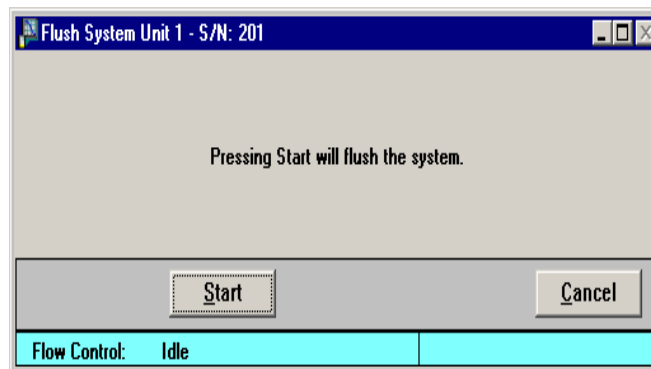 Flush System Unit 1 - S/N: 201
Pressing Start will flush the system.
Start Cancel
Flow Control: Idle